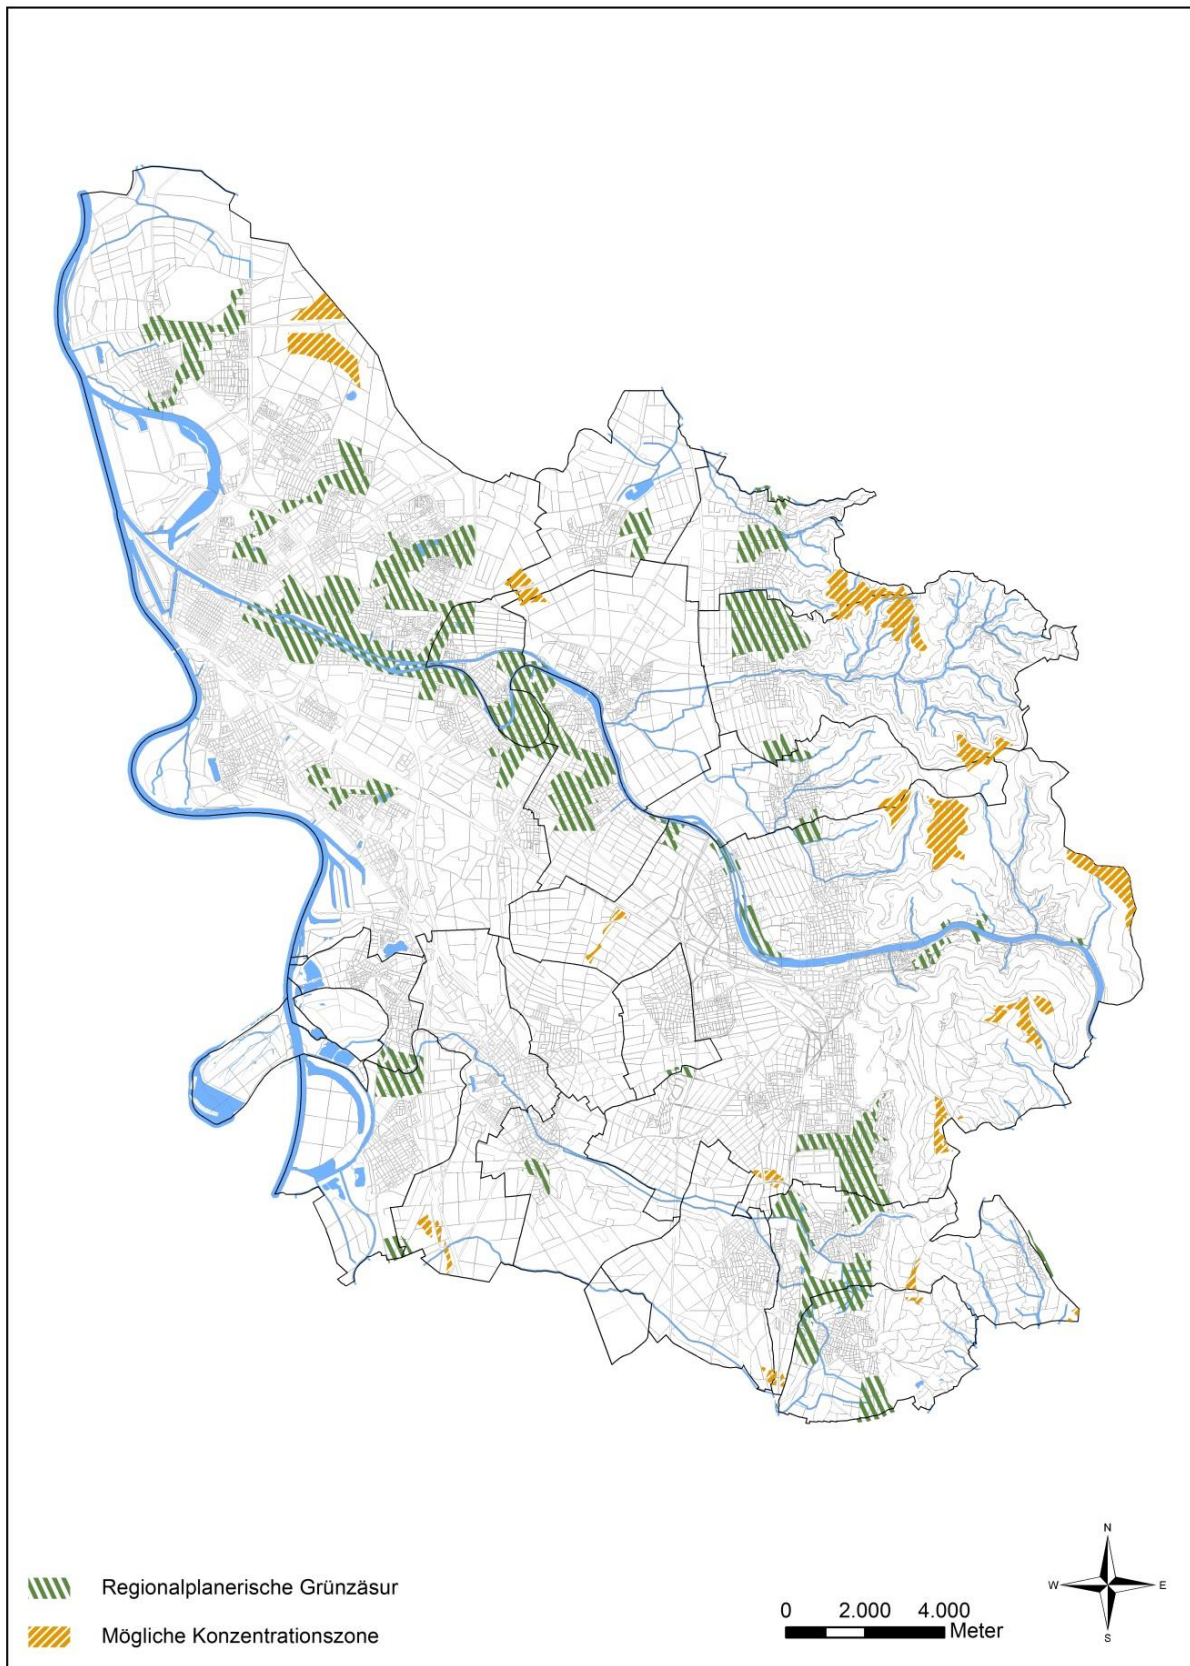 Regionalplanerische Grünzäsur
Mögliche Konzentrationszone
0 2.000 4.000
Meter
N
W E
S